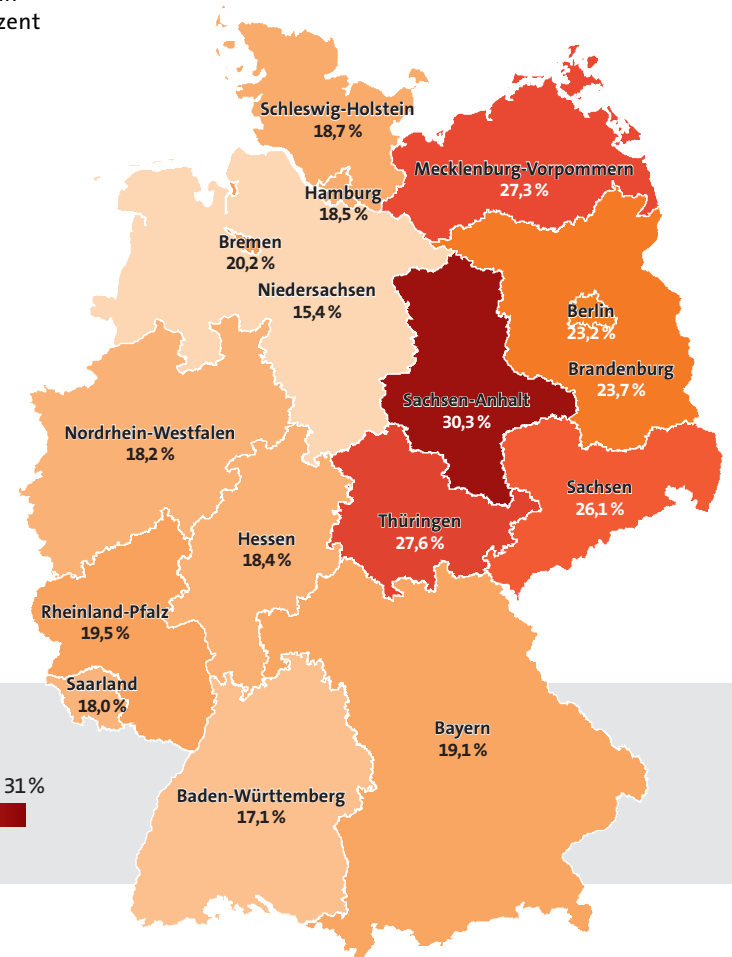 zent
Schleswig-Holstein
18,7 %
Mecklenburg-Vorpommern
27,3 %
Hamburg
18,5 %
Bremen
20,2 %
Niedersachsen
15,4 %
Berlin
23,2 %
Brandenburg
23,7 %
Sachsen-Anhalt
30,3 %
Nordrhein-Westfalen
18,2 %
Sachsen
26,1 %
Thüringen
27,6 %
Hessen
18,4 %
Rheinland-Pfalz
19,5 %
Saarland
18,0 %
Bayern
19,1 %
31 %
Baden-Württemberg
17,1 %